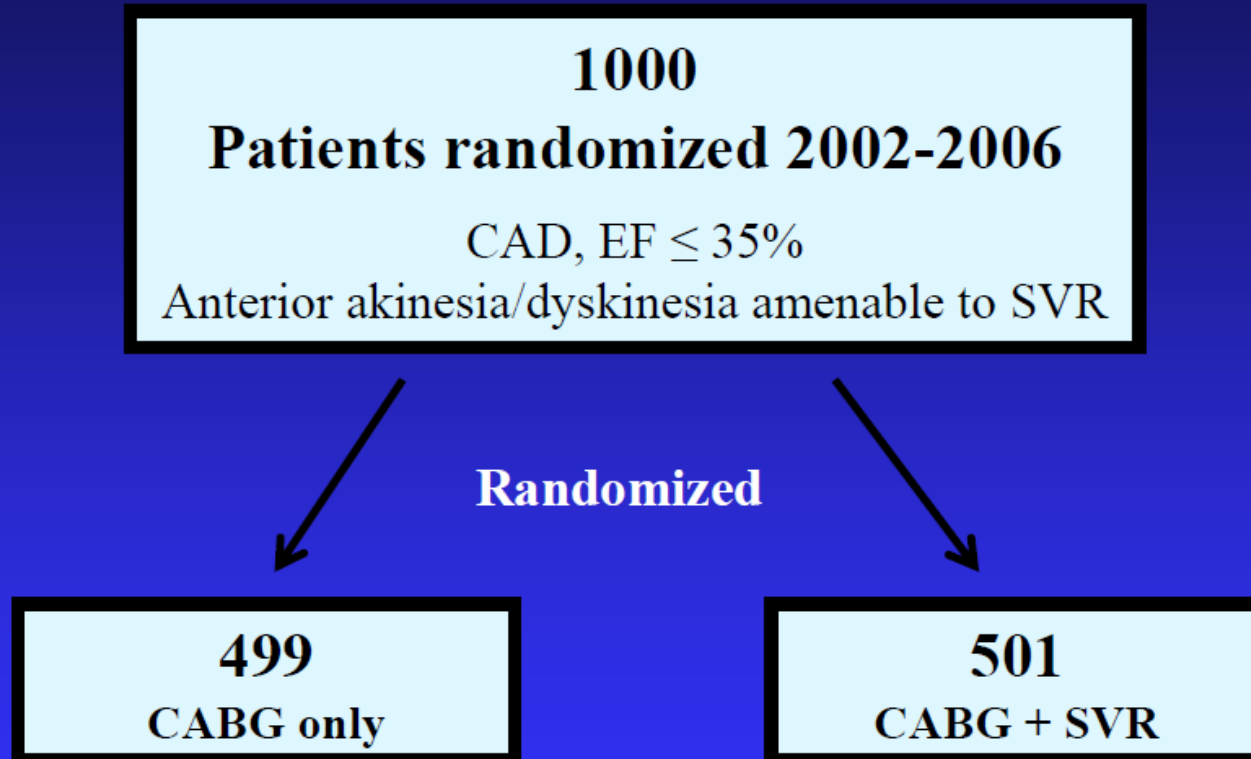 1000
Patients randomized 2002-2006
CAD, EF ≤ 35%
Anterior akinesia/dyskinesia amenable to SVR
Randomized
499
CABG only
501
CABG + SVR